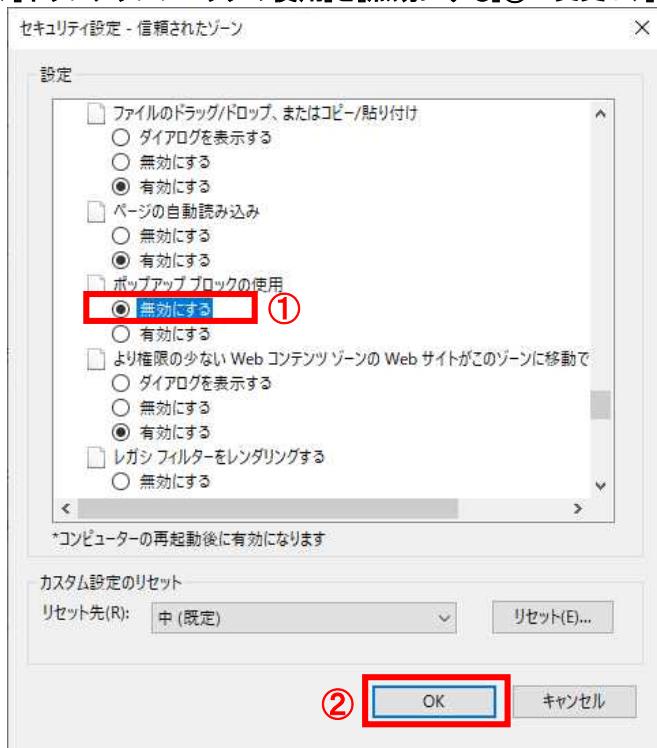 セキュリティ設定 - 信頼されたゾーン
設定
ファイルのドラッグ/ドロップ、またはコピー/貼り付け
ダイアログを表示する
無効にする
有効にする
ページの自動読み込み
無効にする
有効にする
ポップアップ ブロックの使用
無効にする ①
有効にする
より権限の少ない Web コンテンツ ゾーンの Web サイトがこのゾーンに移動で
ダイアログを表示する
無効にする
有効にする
レガシ フィルターをレンダリングする
無効にする
*コンピューターの再起動後に有効になります
カスタム設定のリセット
リセット先(R): 中 (既定) リセット(E)...
② OK キャンセル